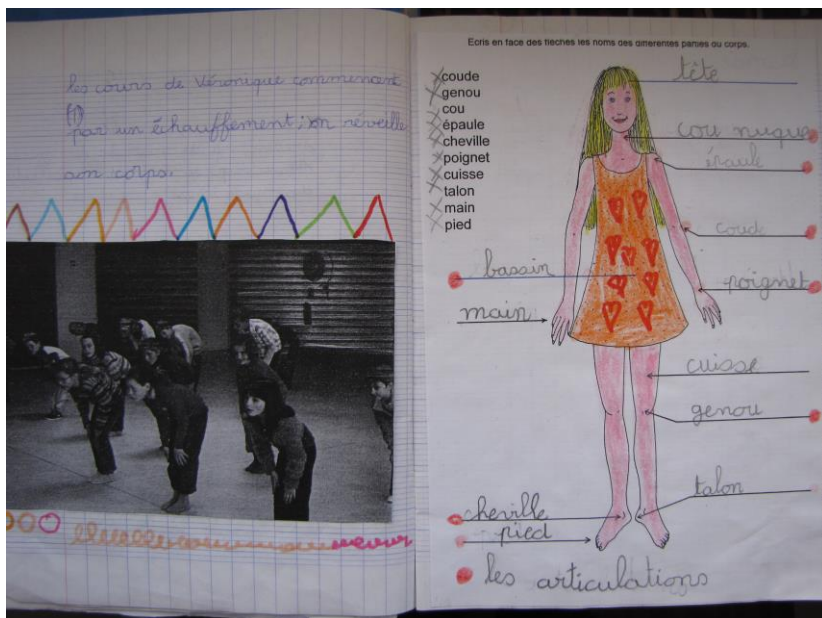 les cours de Véronique commencent
(1)
par un échauffement; on réveille
son corps.
Ecris en face des flèches les noms des différentes parties du corps.
coude
genou
cou
épaule
cheville
poignet
cuisse
talon
main
pied
tête
cou nuque
épaule
coude
bassin
poignet
main
cuisse
genou
talon
cheville
pied
les articulations